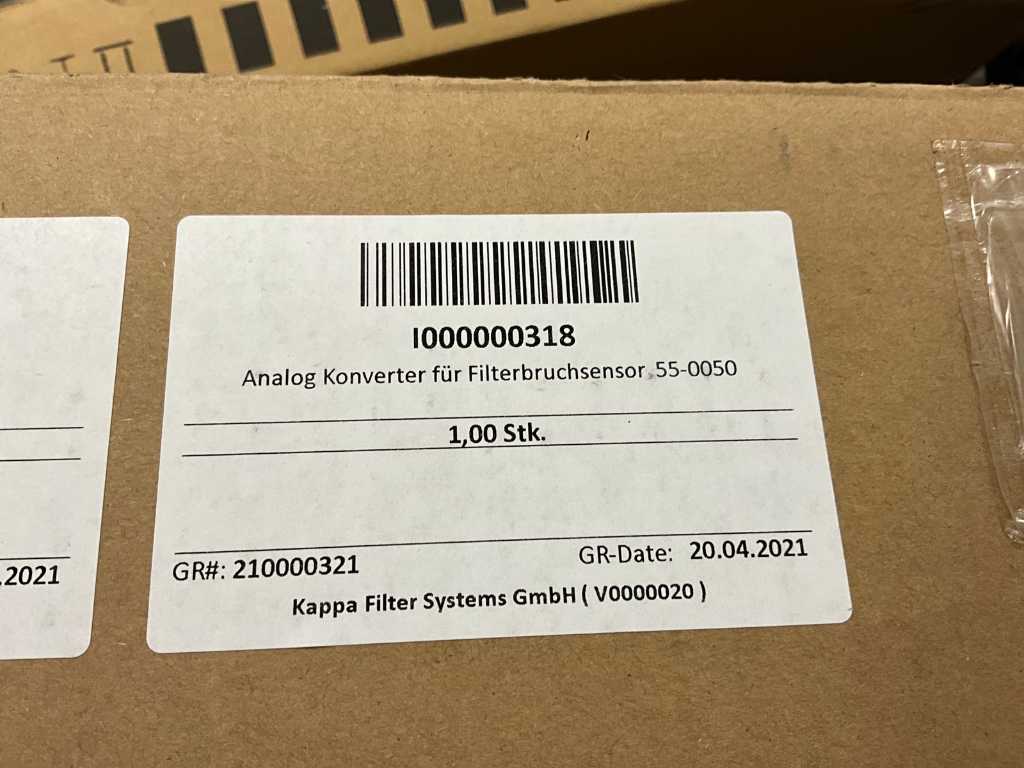 I000000318
Analog Konverter für Filterbruchsensor 55-0050
1,00 Stk.
GR#: 210000321
GR-Date: 20.04.2021
Kappa Filter Systems GmbH ( V0000020 )
.2021